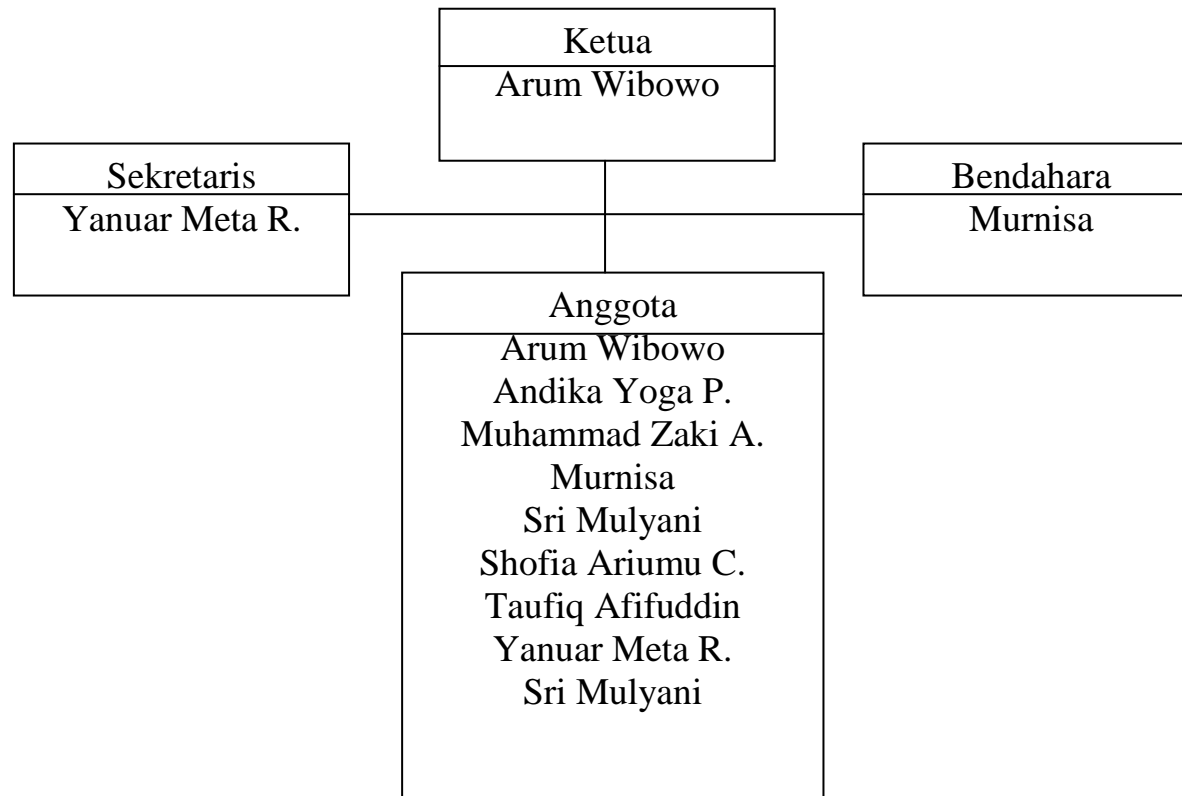 Ketua
Arum Wibowo
Sekretaris
Yanuar Meta R.
Bendahara
Murnisa
Anggota
Arum Wibowo
Andika Yoga P.
Muhammad Zaki A.
Murnisa
Sri Mulyani
Shofia Ariumu C.
Taufiq Afifuddin
Yanuar Meta R.
Sri Mulyani